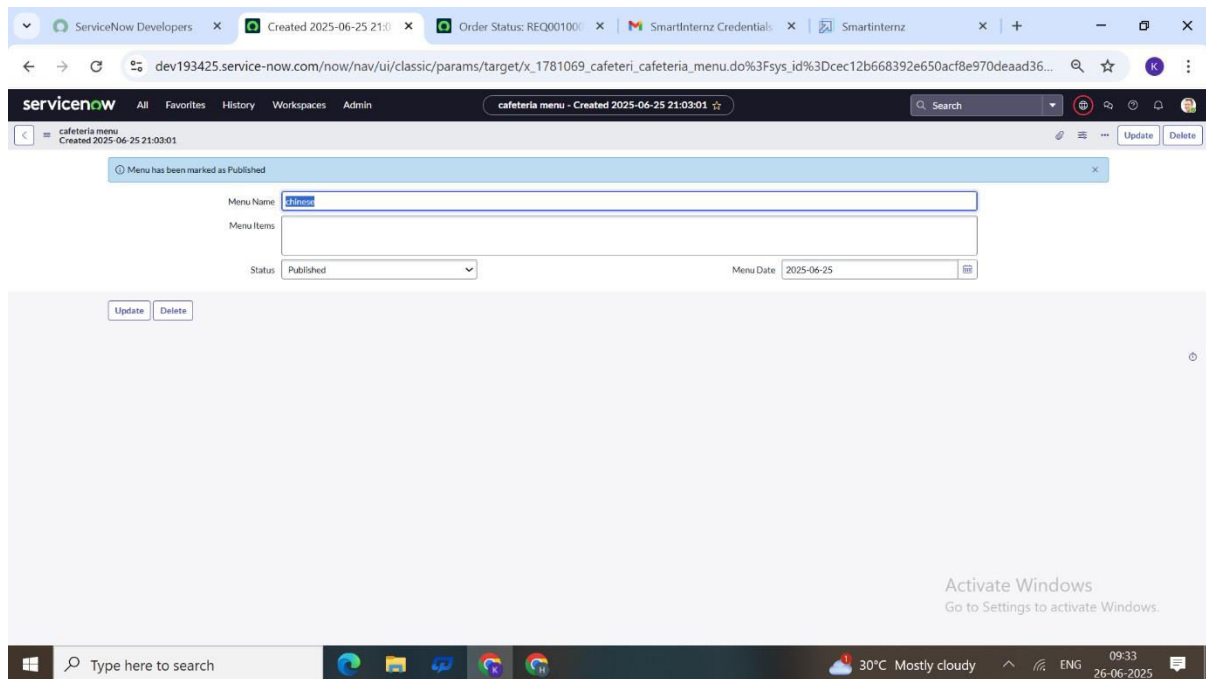 ServiceNow Developers Created 2025-06-25 21:0 Order Status: REQ001000 SmartInternz Credentials Smartinternz
dev193425.service-now.com/now/nav/ui/classic/params/target/x_1781069_cafeteri_cafeteria_menu.do%3Fsys_id%3Dcec12b668392e650acf8e970deaad36... K
servicenow All Favorites History Workspaces Admin cafeteria menu - Created 2025-06-25 21:03:01 Search
cafeteria menu
Created 2025-06-25 21:03:01
Update Delete
Menu has been marked as Published
Menu Name chinese
Menu Items
Status Published Menu Date 2025-06-25
Update Delete
Activate Windows
Go to Settings to activate Windows.
Type here to search 30°C Mostly cloudy ENG 09:33
26-06-2025